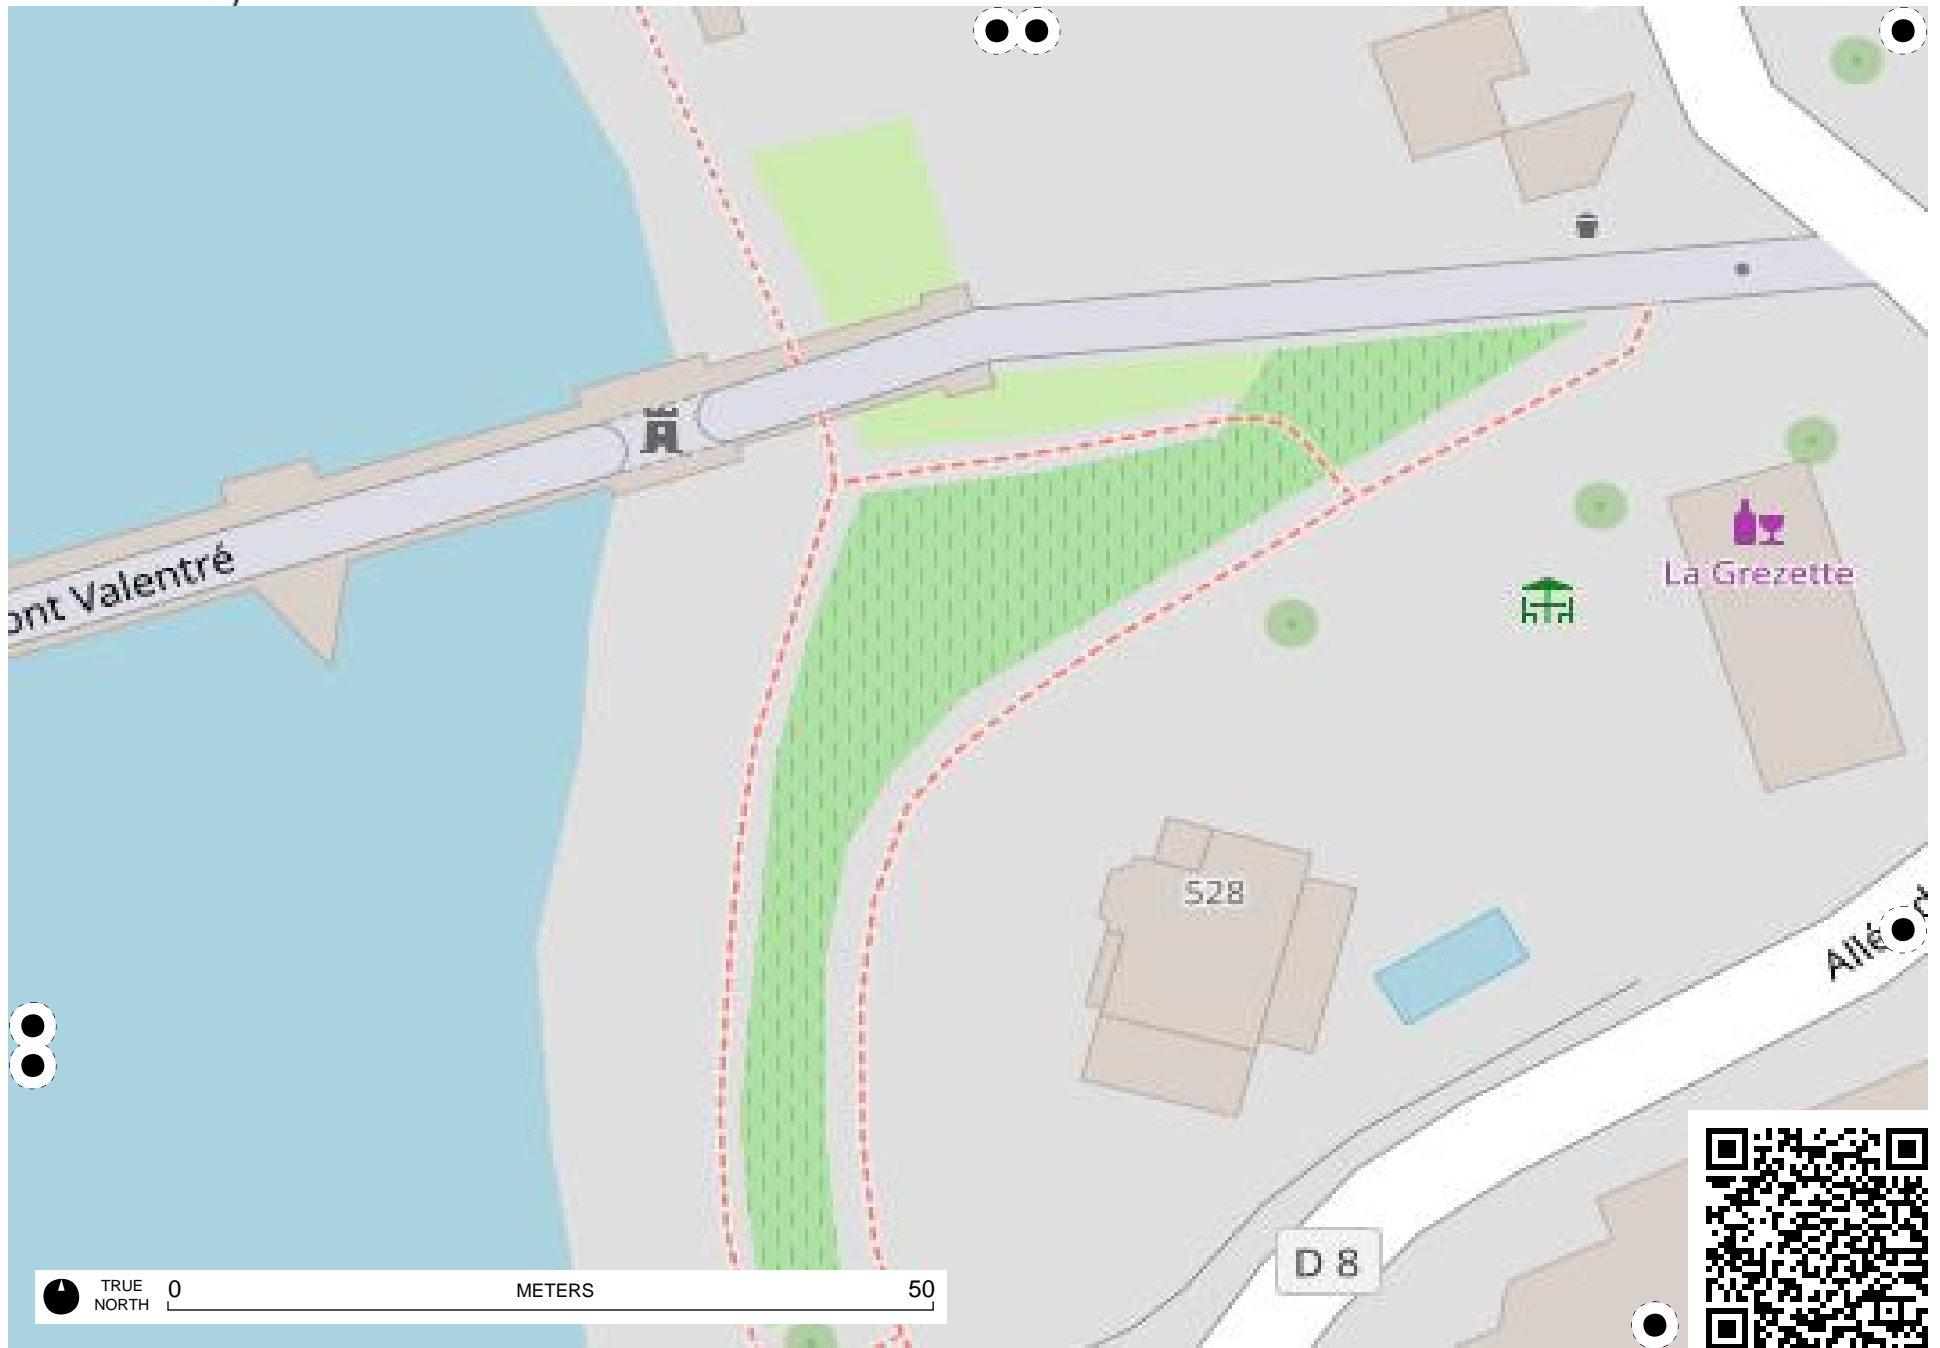 ont Valentré
La Grezette
528
Allé
D 8
TRUE
NORTH
0
METERS
50